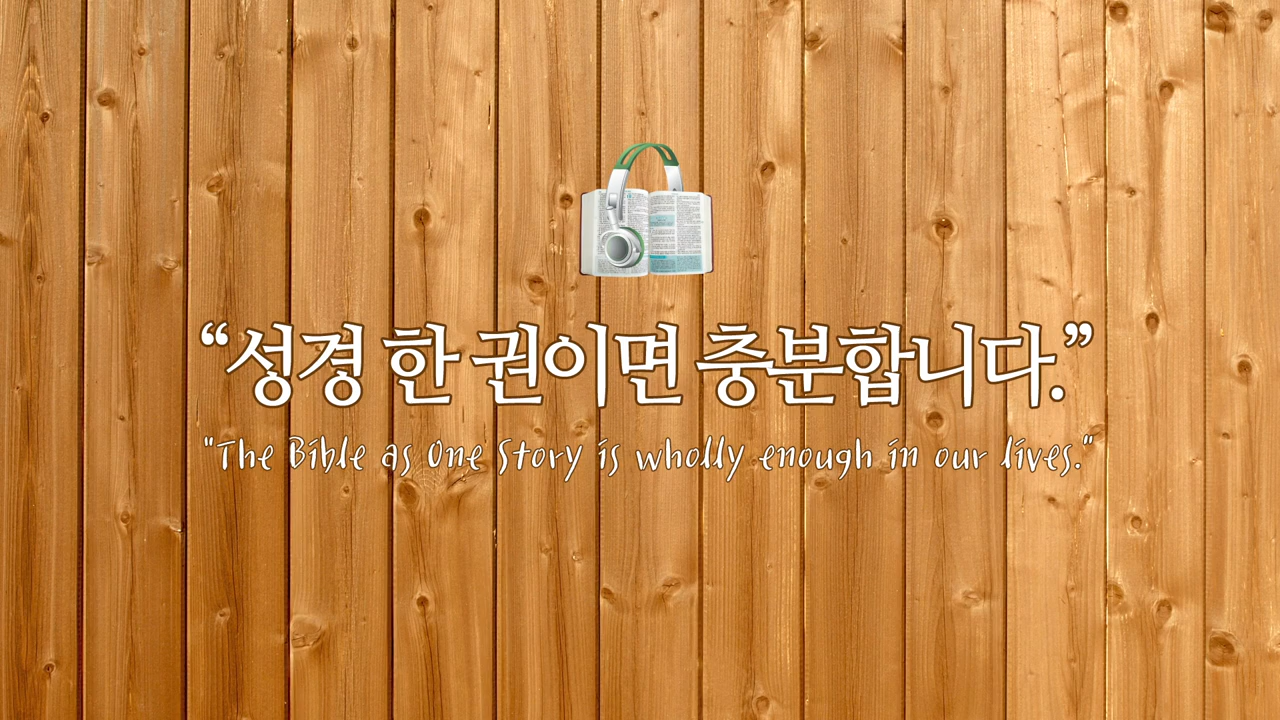 “성경 한 권이면 충분합니다.”
"The Bible as One Story is wholly enough in our lives."